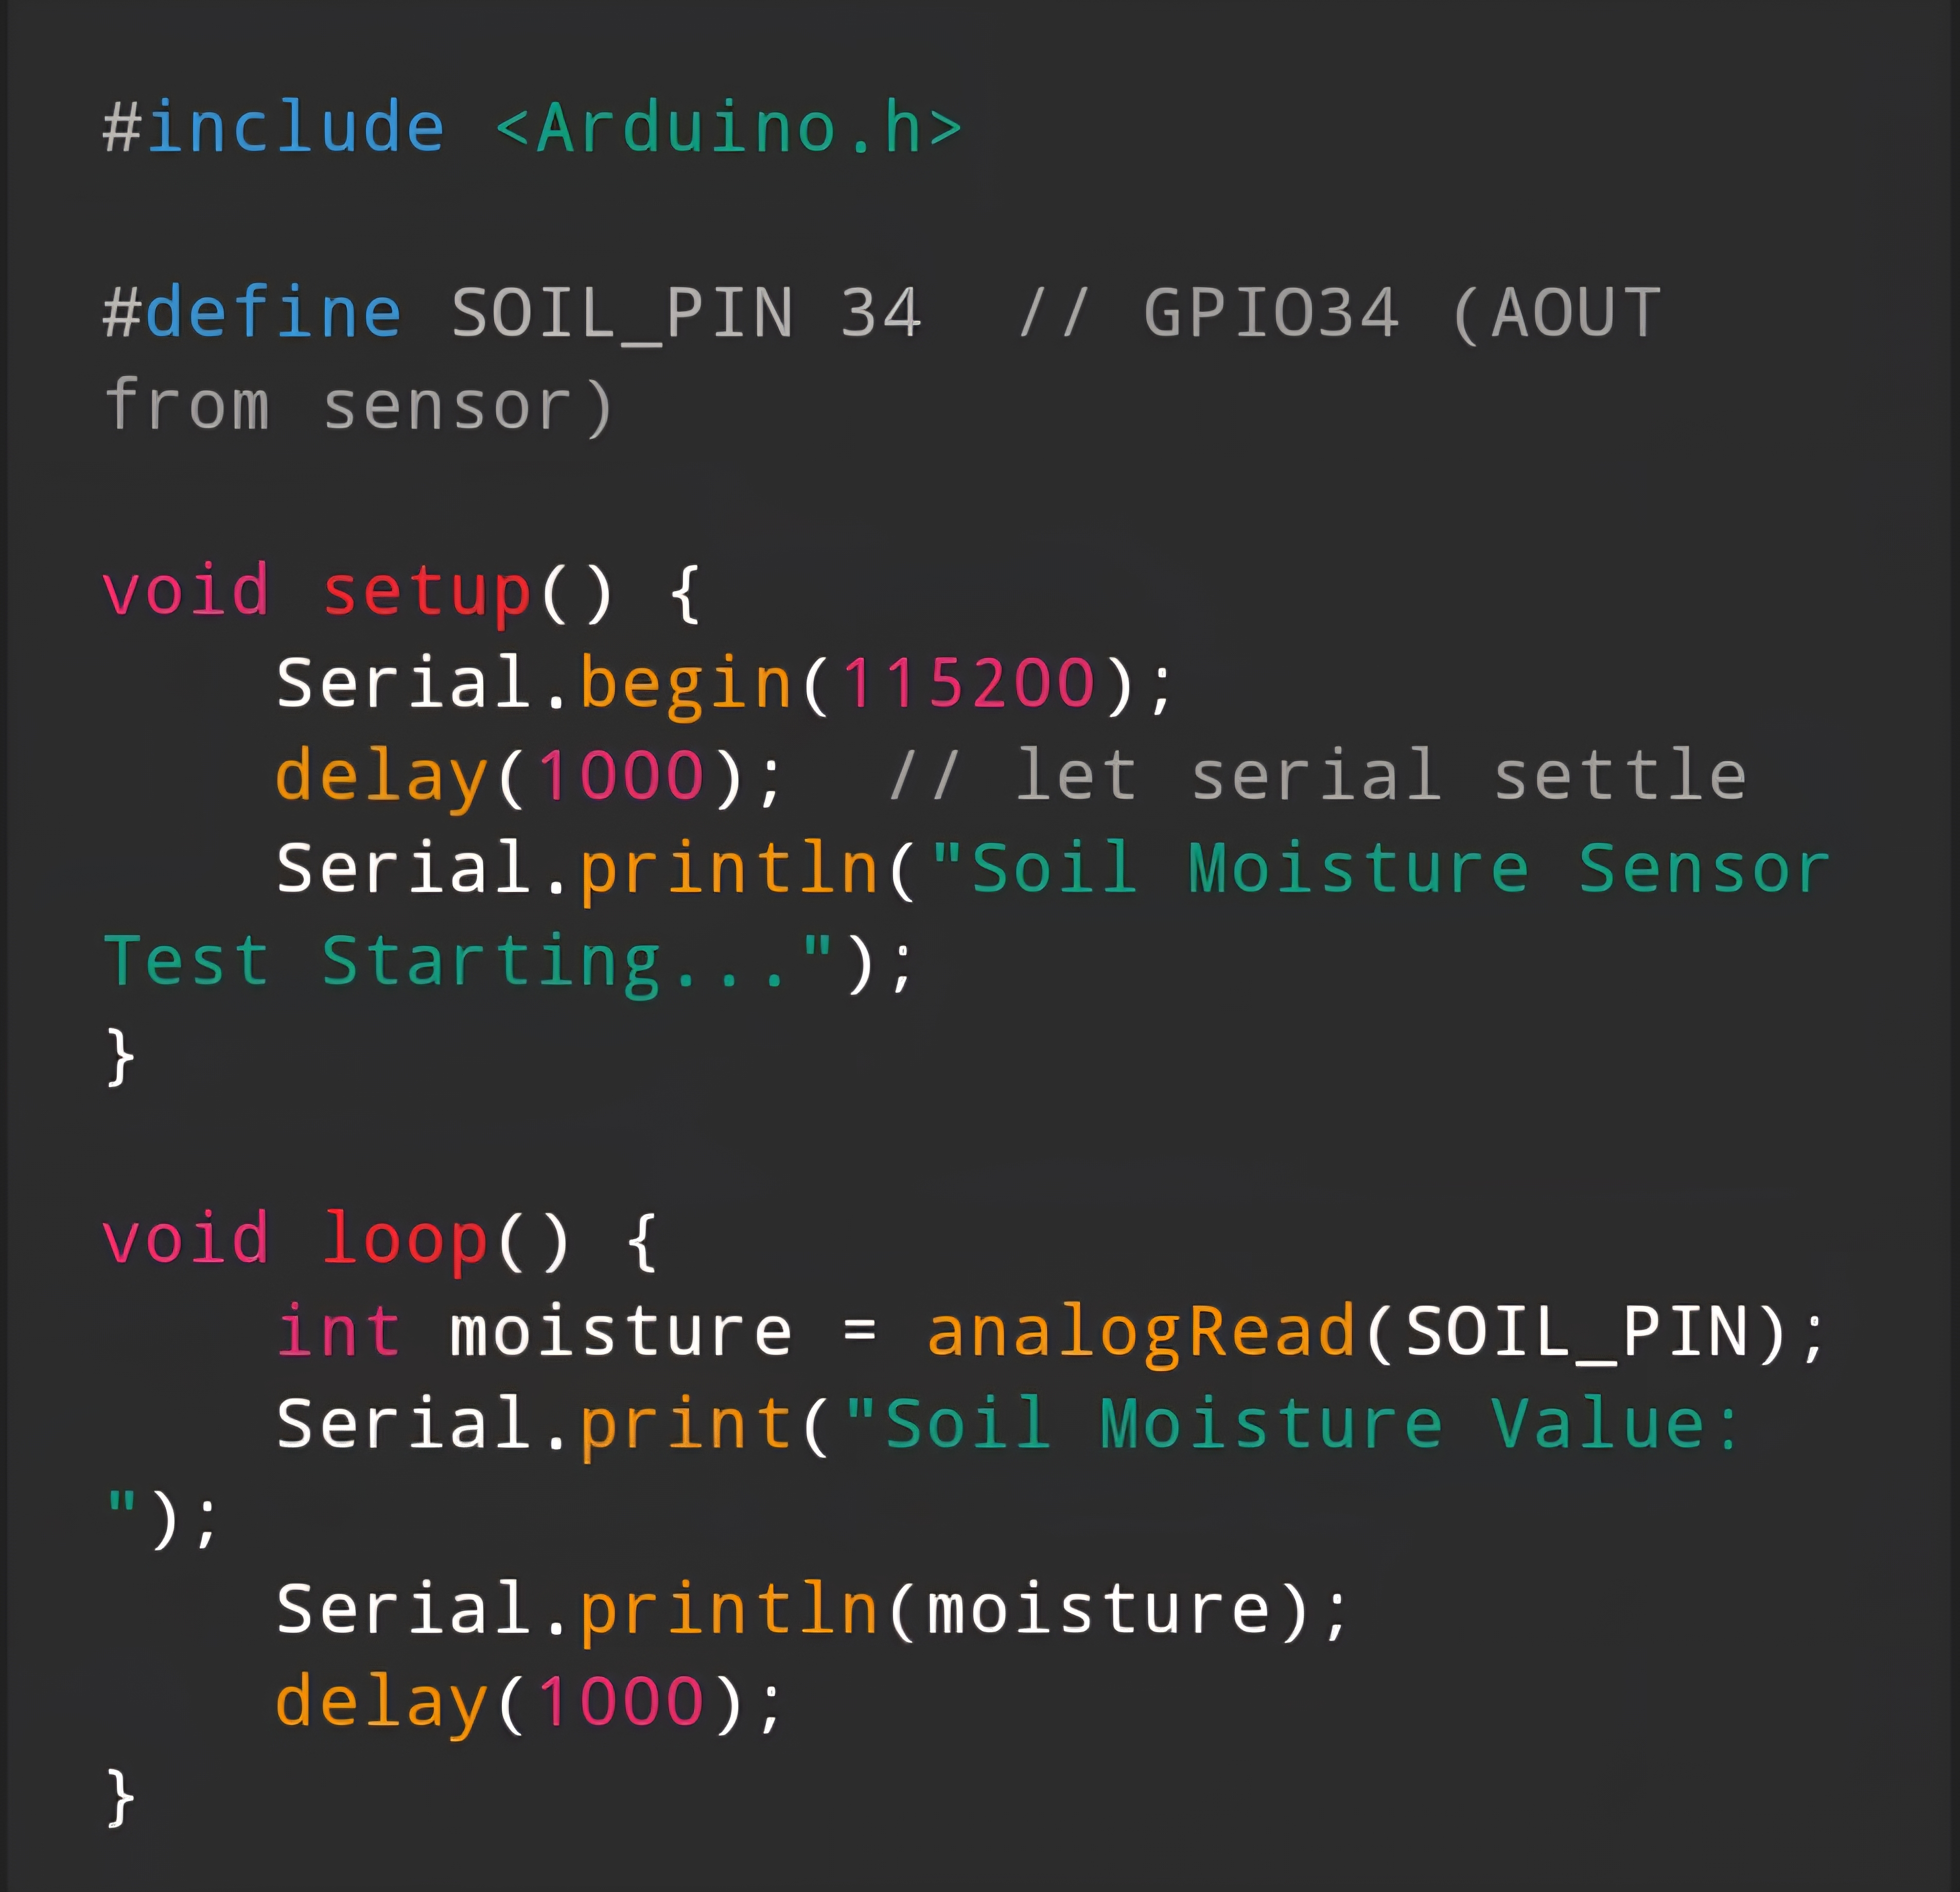 #include <Arduino.h>

#define SOIL_PIN 34  // GPIO34 (AOUT
from sensor)

void setup() {
    Serial.begin(115200);
    delay(1000);  // let serial settle
    Serial.println("Soil Moisture Sensor
Test Starting...");
}

void loop() {
    int moisture = analogRead(SOIL_PIN);
    Serial.print("Soil Moisture Value:
");
    Serial.println(moisture);
    delay(1000);
}